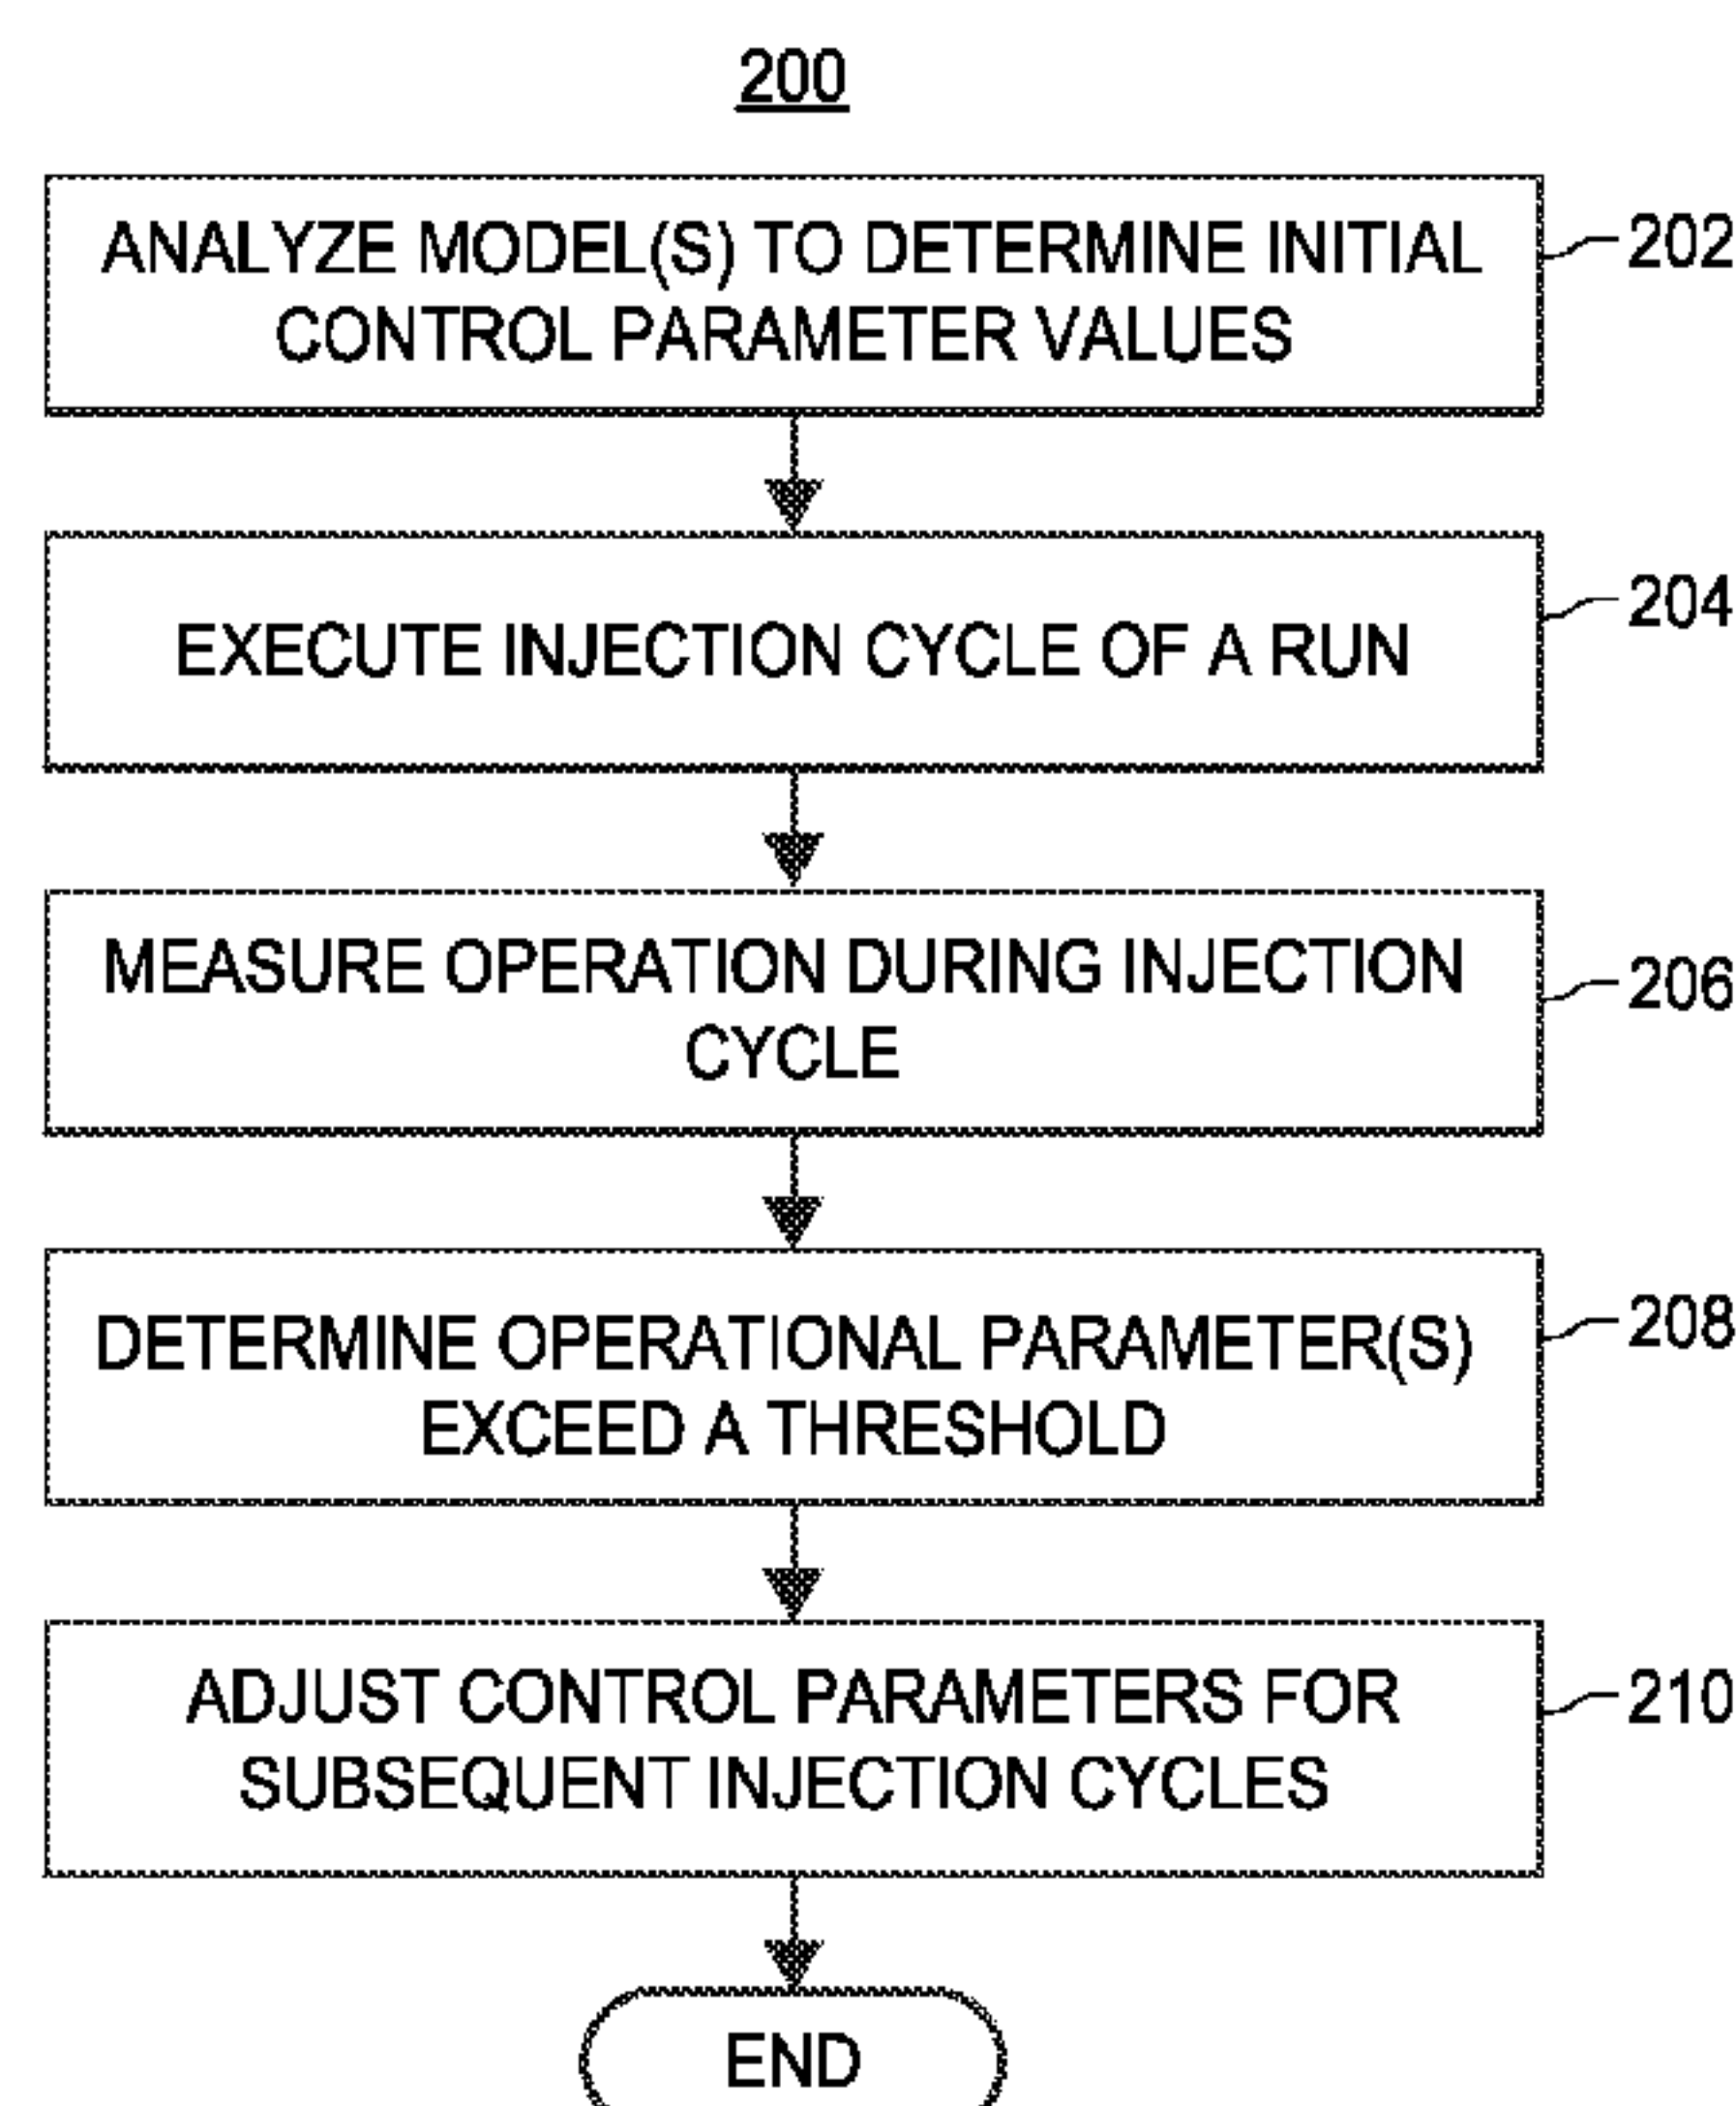 200
ANALYZE MODEL(S) TO DETERMINE INITIAL
CONTROL PARAMETER VALUES
202
EXECUTE INJECTION CYCLE OF A RUN
204
MEASURE OPERATION DURING INJECTION
CYCLE
206
DETERMINE OPERATIONAL PARAMETER(S)
EXCEED A THRESHOLD
208
ADJUST CONTROL PARAMETERS FOR
SUBSEQUENT INJECTION CYCLES
210
END